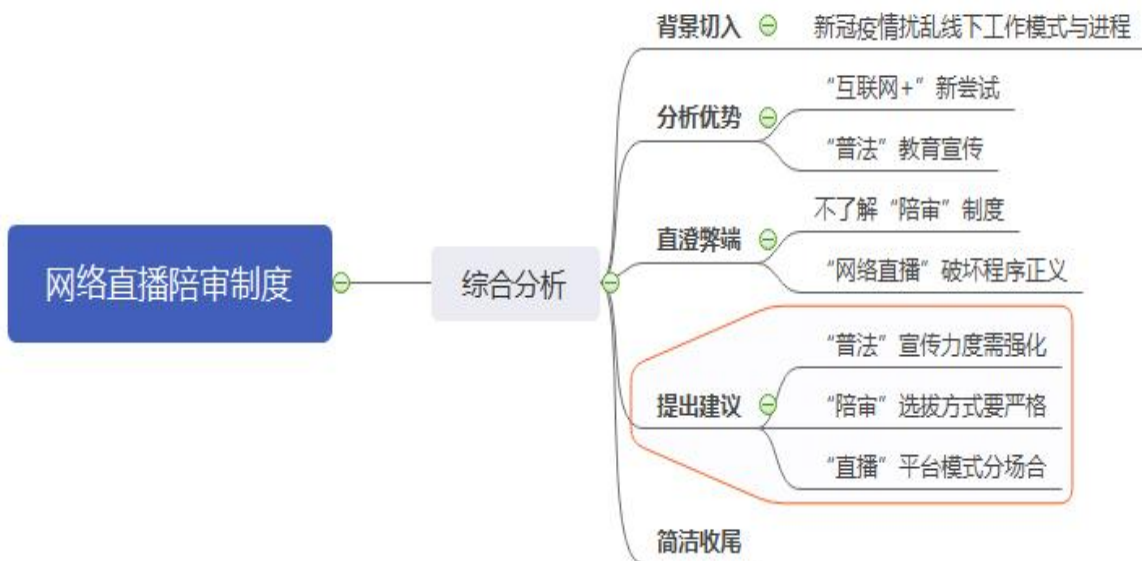 网络直播陪审制度
综合分析
背景切入
新冠疫情扰乱线下工作模式与进程
分析优势
“互联网+”新尝试
“普法”教育宣传
直澄弊端
不了解“陪审”制度
“网络直播”破坏程序正义
提出建议
“普法”宣传力度需强化
“陪审”选拔方式要严格
“直播”平台模式分场合
简洁收尾